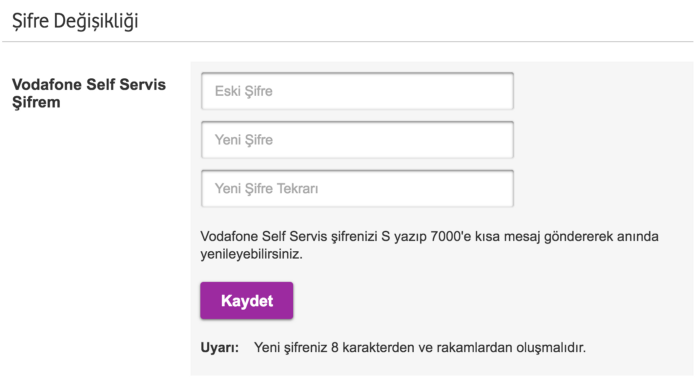 Şifre Değişikliği
Vodafone Self Servis
Şifrem
Eski Şifre
Yeni Şifre
Yeni Şifre Tekrarı
Vodafone Self Servis şifrenizi S yazıp 7000'e kısa mesaj göndererek anında
yenileyebilirsiniz.
Kaydet
Uyarı: Yeni şifreniz 8 karakterden ve rakamlardan oluşmalıdır.